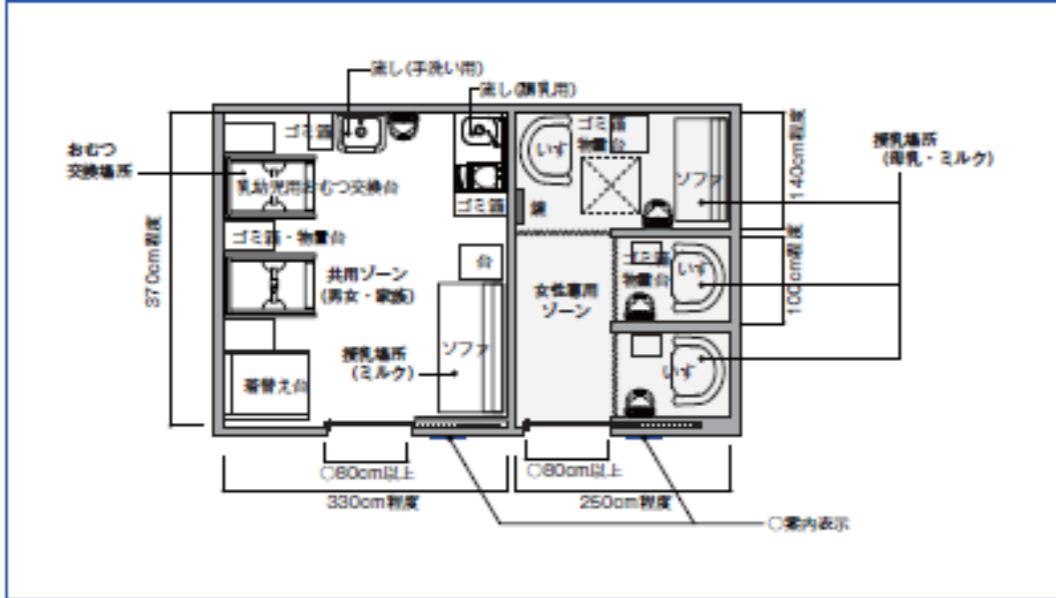 流し(手洗い用)
流し(調乳用)
おむつ
交換場所
ゴミ箱
乳幼児用おむつ交換台
ゴミ箱・物置台
ゴミ箱
台
共用ゾーン
(男女・家族)
授乳場所
(ミルク)
ソファ
着替え台
いす
ゴミ箱
物置台
ソファ
鏡
女性専用
ゾーン
ゴミ箱
物置台
いす
いす
授乳場所
(母乳・ミルク)
140cm程度
100cm程度
370cm程度
○80cm以上
○80cm以上
330cm程度
250cm程度
○案内表示